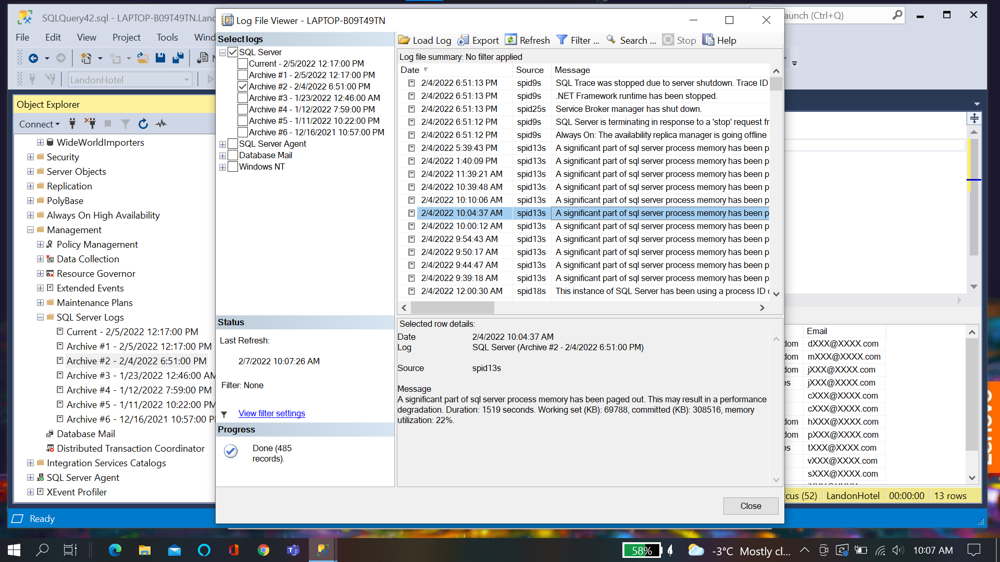 SQLQuery42.sql - LAPTOP-B09T49TN.Land
aunch (Ctrl+Q)
File Edit View Project Tools Wind
LandonHotel
Object Explorer
Connect
WideWorldImporters
Security
Server Objects
Replication
PolyBase
Always On High Availability
Management
Policy Management
Data Collection
Resource Governor
Extended Events
Maintenance Plans
SQL Server Logs
Current - 2/5/2022 12:17:00 PM
Archive #1 - 2/5/2022 12:17:00 PM
Archive #2 - 2/4/2022 6:51:00 PM
Archive #3 - 1/23/2022 12:46:00 AM
Archive #4 - 1/12/2022 7:59:00 PM
Archive #5 - 1/11/2022 10:22:00 PM
Archive #6 - 12/16/2021 10:57:00 P
Database Mail
Distributed Transaction Coordinator
Integration Services Catalogs
SQL Server Agent
XEvent Profiler
Ready
Log File Viewer - LAPTOP-B09T49TN
Select logs
SQL Server
Current - 2/5/2022 12:17:00 PM
Archive #1 - 2/5/2022 12:17:00 PM
Archive #2 - 2/4/2022 6:51:00 PM
Archive #3 - 1/23/2022 12:46:00 AM
Archive #4 - 1/12/2022 7:59:00 PM
Archive #5 - 1/11/2022 10:22:00 PM
Archive #6 - 12/16/2021 10:57:00 PM
SQL Server Agent
Database Mail
Windows NT
Status
Last Refresh:
2/7/2022 10:07:26 AM
Filter: None
View filter settings
Progress
Done (485
records).
Load Log Export Refresh Filter ... Search ... Stop Help
Log file summary: No filter applied
Date Source Message
2/4/2022 6:51:13 PM spid9s SQL Trace was stopped due to server shutdown. Trace ID
2/4/2022 6:51:13 PM spid9s .NET Framework runtime has been stopped.
2/4/2022 6:51:13 PM spid25s Service Broker manager has shut down.
2/4/2022 6:51:12 PM spid9s SQL Server is terminating in response to a 'stop' request fr
2/4/2022 6:51:12 PM spid9s Always On: The availability replica manager is going offline
2/4/2022 5:39:43 PM spid13s A significant part of sql server process memory has been p
2/4/2022 1:40:09 PM spid13s A significant part of sql server process memory has been p
2/4/2022 11:39:21 AM spid13s A significant part of sql server process memory has been p
2/4/2022 10:39:48 AM spid13s A significant part of sql server process memory has been p
2/4/2022 10:10:06 AM spid13s A significant part of sql server process memory has been p
2/4/2022 10:04:37 AM spid13s A significant part of sql server process memory has been p
2/4/2022 10:00:12 AM spid13s A significant part of sql server process memory has been p
2/4/2022 9:54:43 AM spid13s A significant part of sql server process memory has been p
2/4/2022 9:50:17 AM spid13s A significant part of sql server process memory has been p
2/4/2022 9:44:47 AM spid13s A significant part of sql server process memory has been p
2/4/2022 9:39:18 AM spid13s A significant part of sql server process memory has been p
2/4/2022 12:00:30 AM spid18s This instance of SQL Server has been using a process ID
Selected row details:
Date 2/4/2022 10:04:37 AM
Log SQL Server (Archive #2 - 2/4/2022 6:51:00 PM)
Source spid13s
Message
A significant part of sql server process memory has been paged out. This may result in a performance
degradation. Duration: 1519 seconds. Working set (KB): 69788, committed (KB): 308516, memory
utilization: 22%.
Close
Email
dom dXXX@XXXX.com
dom mXXX@XXXX.com
dom jXXX@XXXX.com
es jXXX@XXXX.com
cXXX@XXXX.com
cXXX@XXXX.com
dom hXXX@XXXX.com
dom pXXX@XXXX.com
es tXXX@XXXX.com
vXXX@XXXX.com
sXXX@XXXX.com
rcus (52) LandonHotel 00:00:00 13 rows
Lenovo
58% -3°C Mostly cl... 10:07 AM